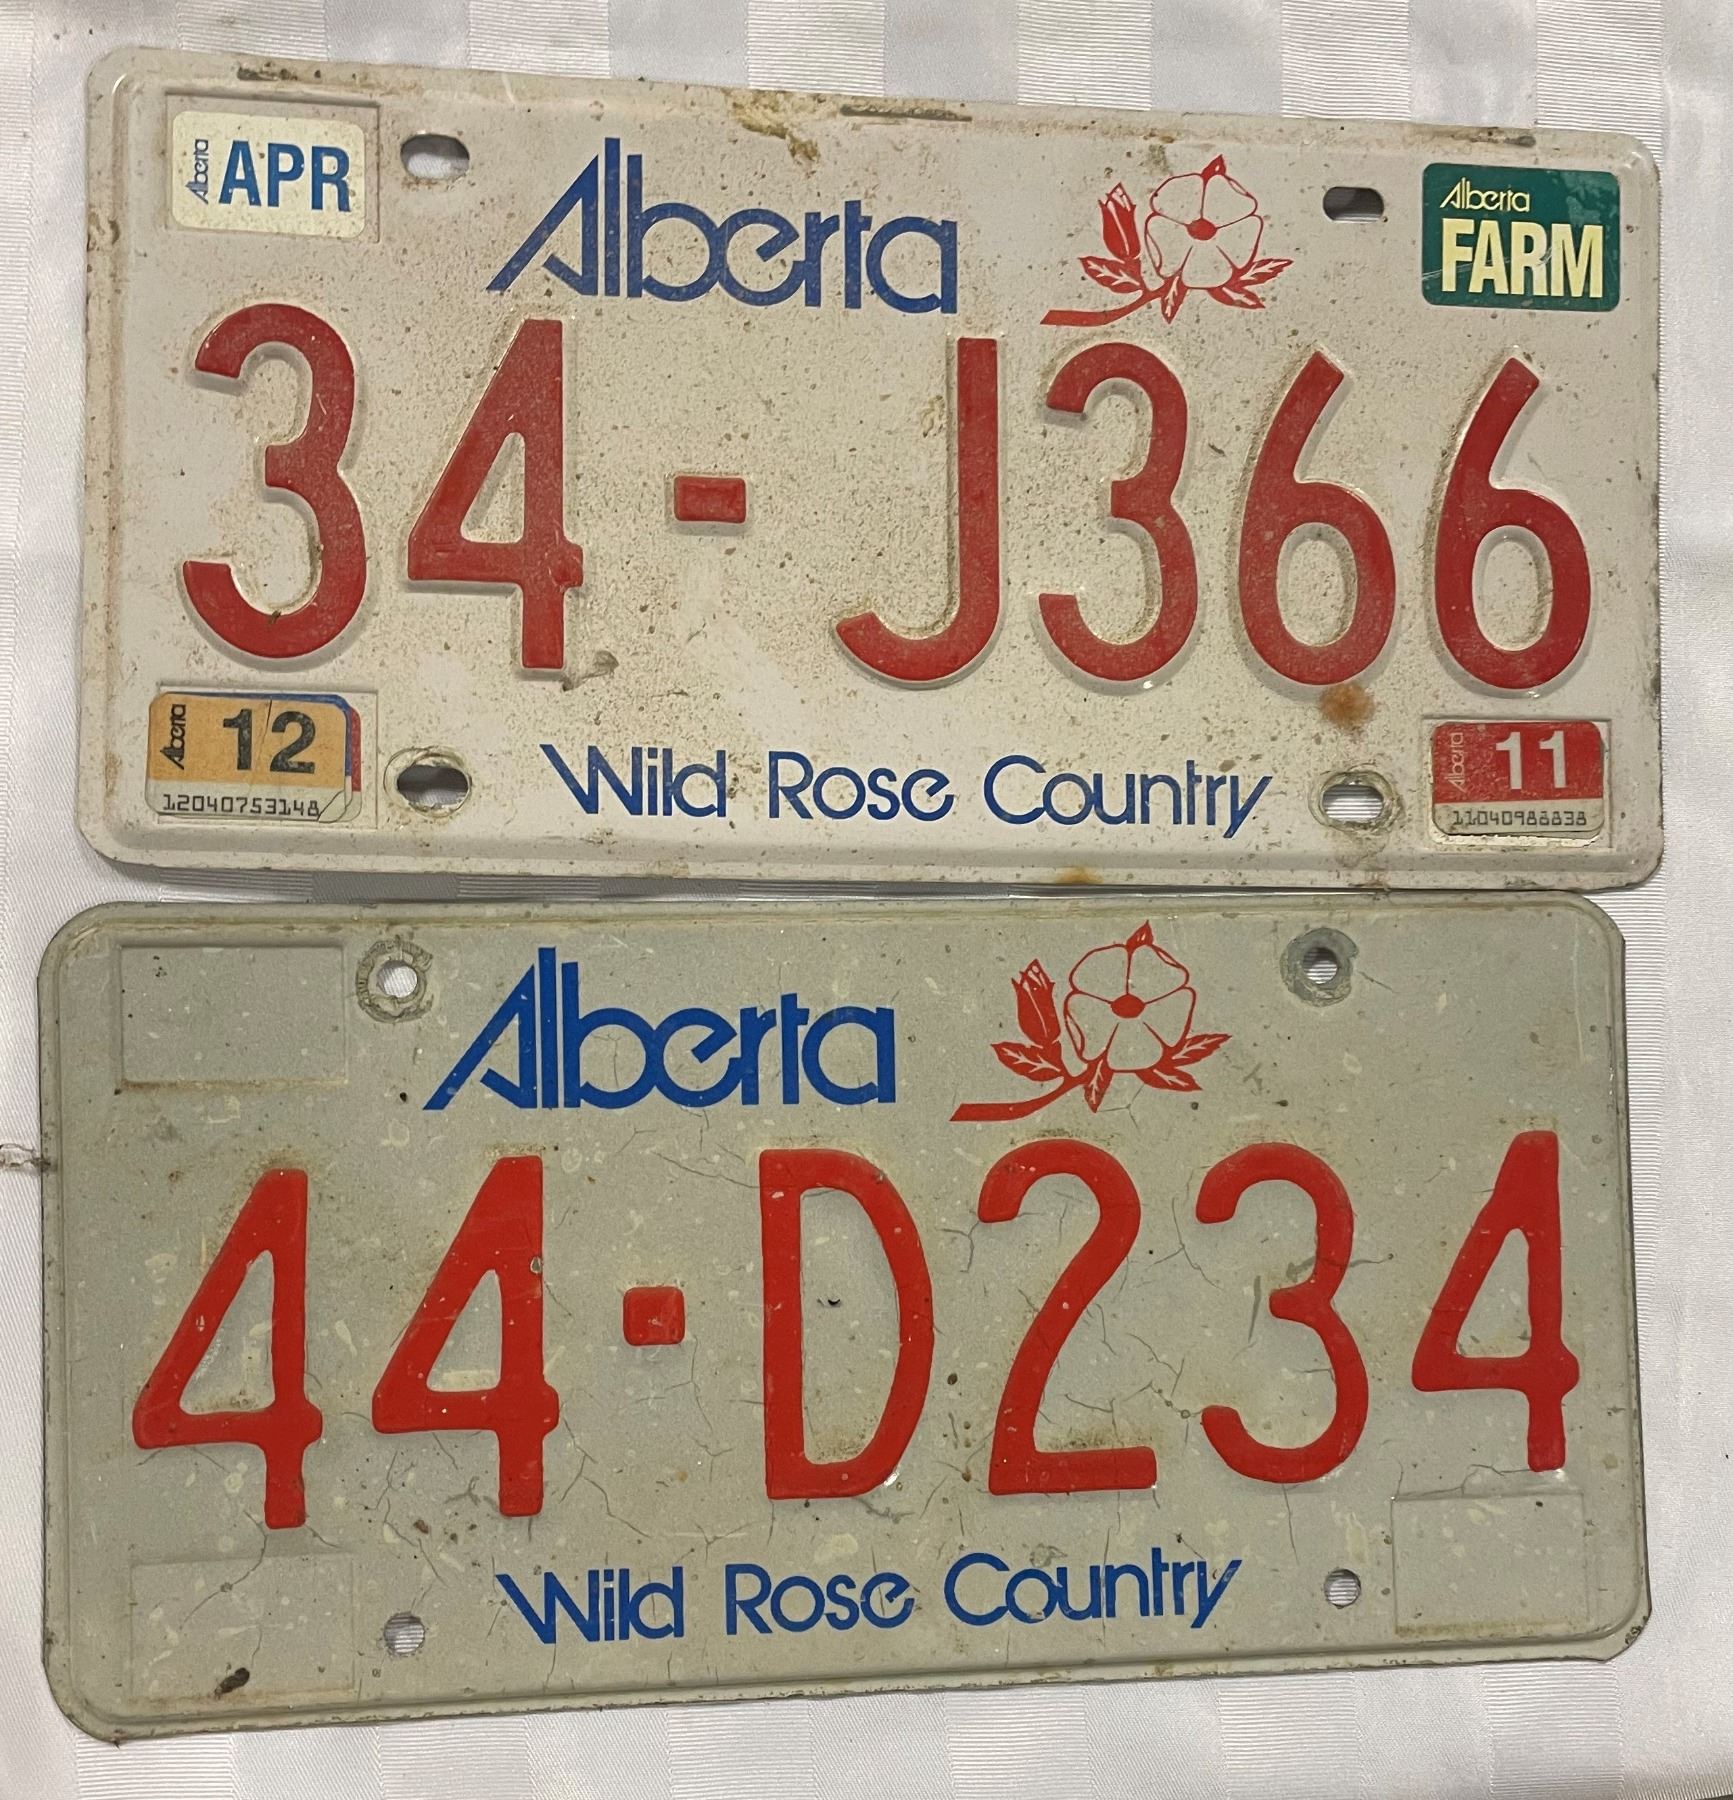 Alberta APR
Alberta
Alberta FARM
34-J366
Alberta 12
12040753148
Wild Rose Country
Alberta 11
11040988838
Alberta
44-D234
Wild Rose Country